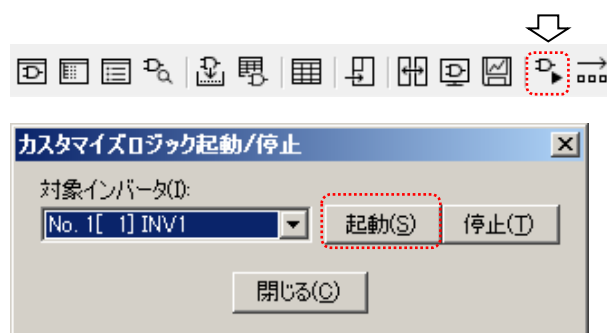 カスタマイズロジック起動/停止
対象インバータ(I):
No. 1[ 1] INV1
起動(S)
停止(T)
閉じる(C)